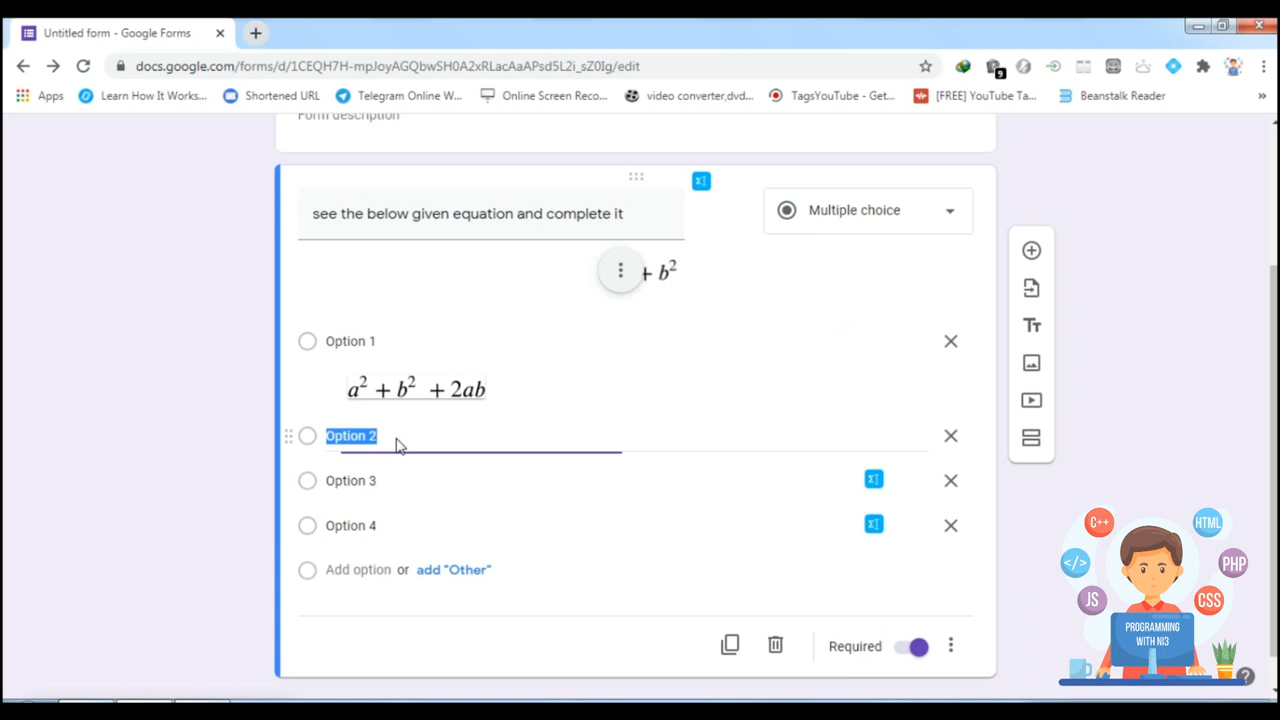 Untitled form - Google Forms
docs.google.com/forms/d/1CEQH7H-mpJoyAGQbwSH0A2xRLacAaAPsd5L2i_sZ0Ig/edit
9
Apps
Learn How It Works...
Shortened URL
Telegram Online W...
Online Screen Reco...
video converter,dvd...
TagsYouTube - Get...
[FREE] YouTube Ta...
Beanstalk Reader
»
Form description
see the below given equation and complete it
Multiple choice
+ b²
Option 1
a² + b² + 2ab
Option 2
Option 3
Option 4
Add option or add "Other"
Required
C++
HTML
</>
PHP
JS
CSS
PROGRAMMING
WITH NI3